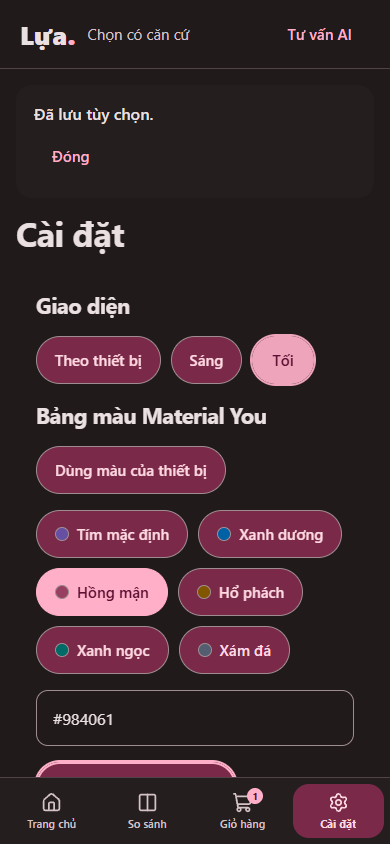 Lựa. Chọn có căn cứ Tư vấn AI
Đã lưu tùy chọn.
Đóng
Cài đặt
Giao diện
Theo thiết bị Sáng Tối
Bảng màu Material You
Dùng màu của thiết bị
Tím mặc định Xanh dương
Hồng mận Hổ phách
Xanh ngọc Xám đá
#984061
1
Trang chủ So sánh Giỏ hàng Cài đặt